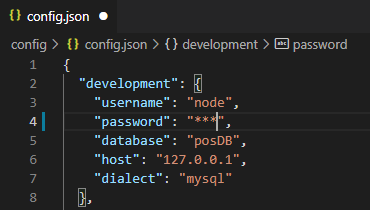 {} config.json ●
config > {} config.json > {} development > abc password
1 {
2 "development": {
3 "username": "node",
4 "password": "***",
5 "database": "posDB",
6 "host": "127.0.0.1",
7 "dialect": "mysql"
8 },